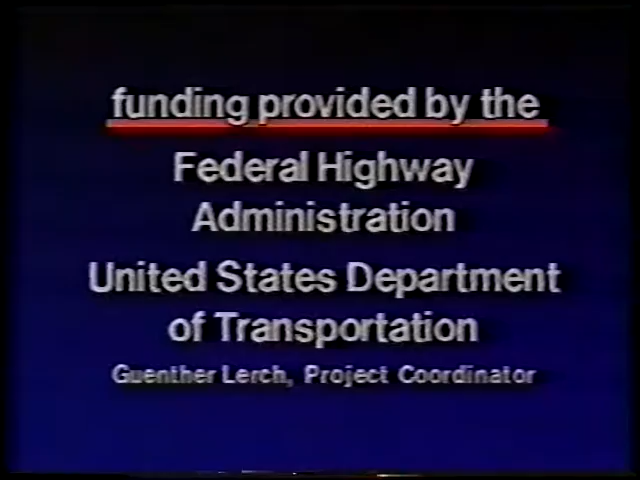 funding provided by the
Federal Highway
Administration
United States Department
of Transportation
Guenther Lerch, Project Coordinator